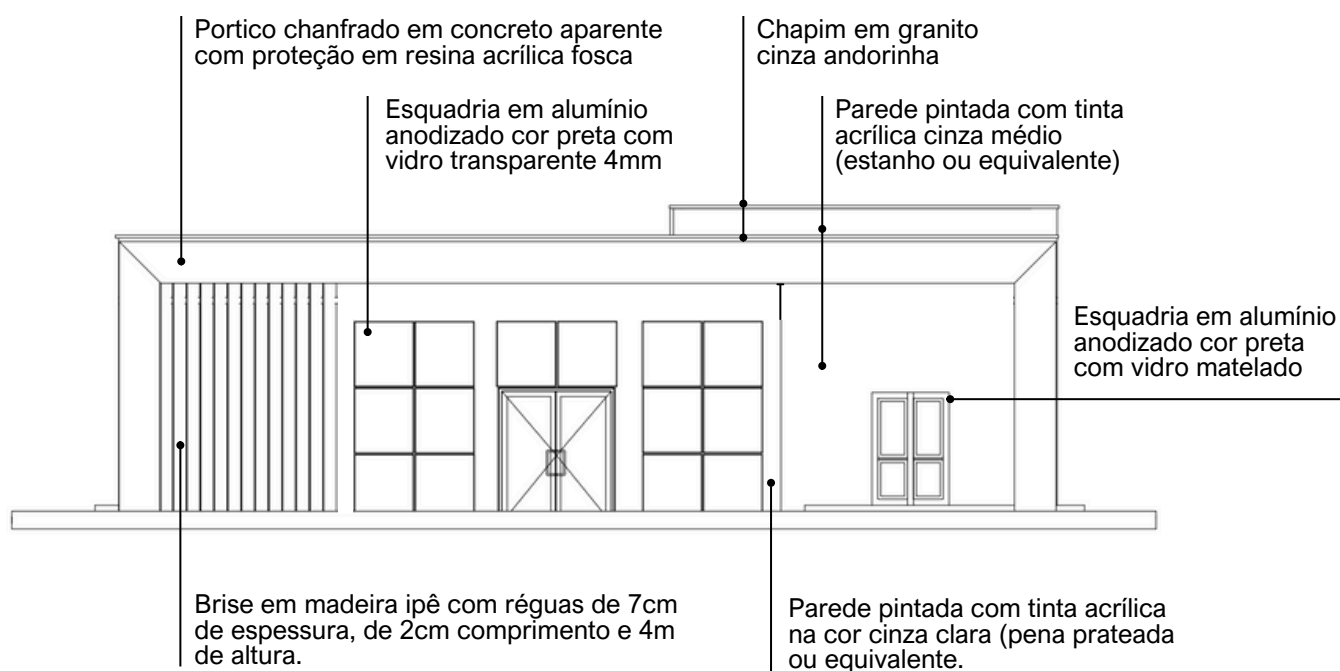 Portico chanfrado em concreto aparente
com proteção em resina acrílica fosca
Chapim em granito
cinza andorinha
Esquadria em alumínio
anodizado cor preta com
vidro transparente 4mm
Parede pintada com tinta
acrílica cinza médio
(estanho ou equivalente)
Esquadria em alumínio
anodizado cor preta
com vidro matelado
Brise em madeira ipê com réguas de 7cm
de espessura, de 2cm comprimento e 4m
de altura.
Parede pintada com tinta acrílica
na cor cinza clara (pena prateada
ou equivalente.